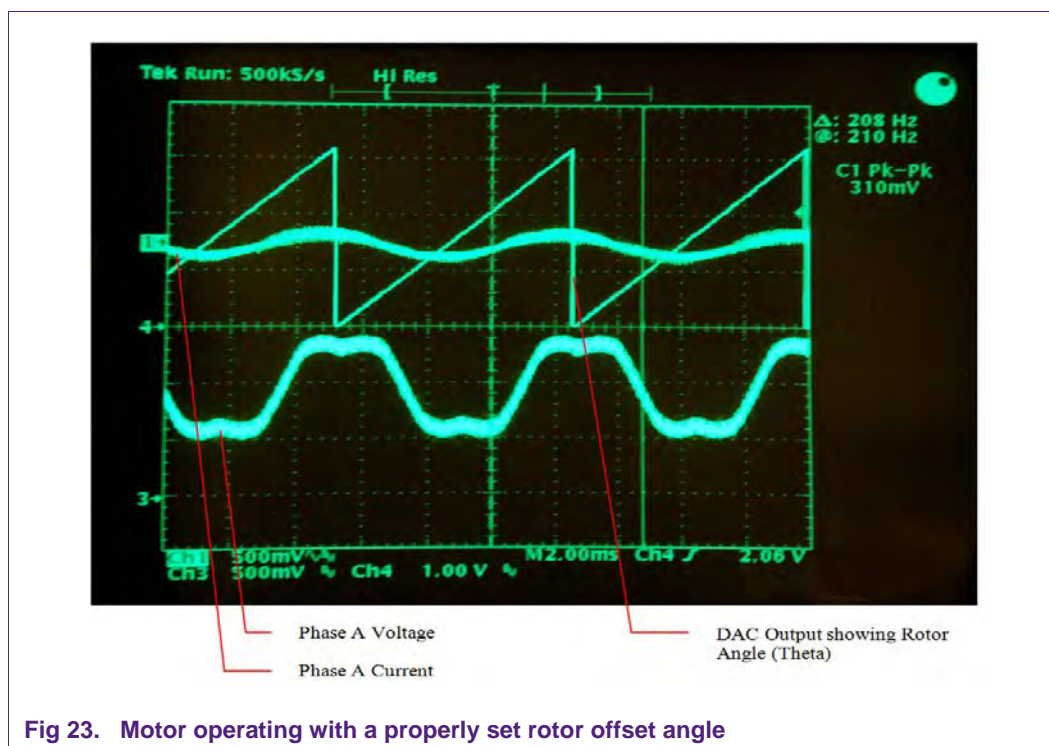 Tek Run: 500kS/s Hi Res
Δ: 208 Hz
@: 210 Hz
C1 Pk-Pk
310mV
1
4
3
Ch1 500mV
M2.00ms Ch4 2.06 V
Ch3 500mV Ch4 1.00 V
Phase A Voltage
Phase A Current
DAC Output showing Rotor
Angle (Theta)
Fig 23. Motor operating with a properly set rotor offset angle